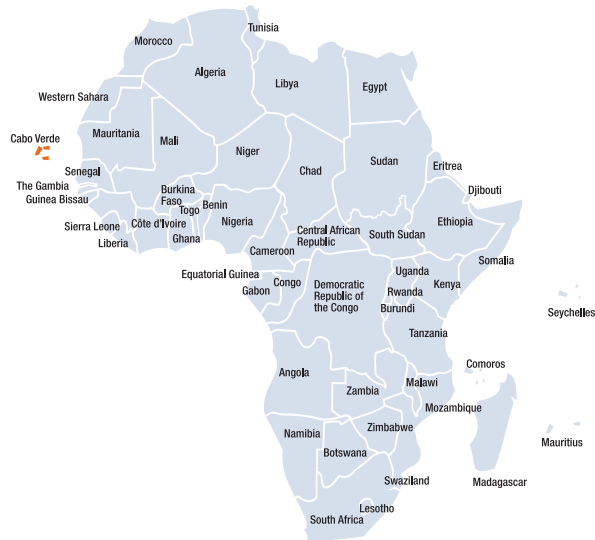 Tunisia
Morocco
Algeria
Libya
Egypt
Western Sahara
Mauritania
Mali
Niger
Chad
Sudan
Eritrea
Djibouti
Cabo Verde
Senegal
The Gambia
Guinea Bissau
Burkina
Faso
Togo
Benin
Nigeria
Sierra Leone
Liberia
Côte d'Ivoire
Ghana
Cameroon
Central African
Republic
South Sudan
Ethiopia
Somalia
Equatorial Guinea
Gabon
Congo
Democratic
Republic of
the Congo
Uganda
Rwanda
Burundi
Kenya
Seychelles
Tanzania
Comoros
Angola
Zambia
Malawi
Mozambique
Namibia
Zimbabwe
Botswana
Mauritius
Madagascar
Swaziland
Lesotho
South Africa